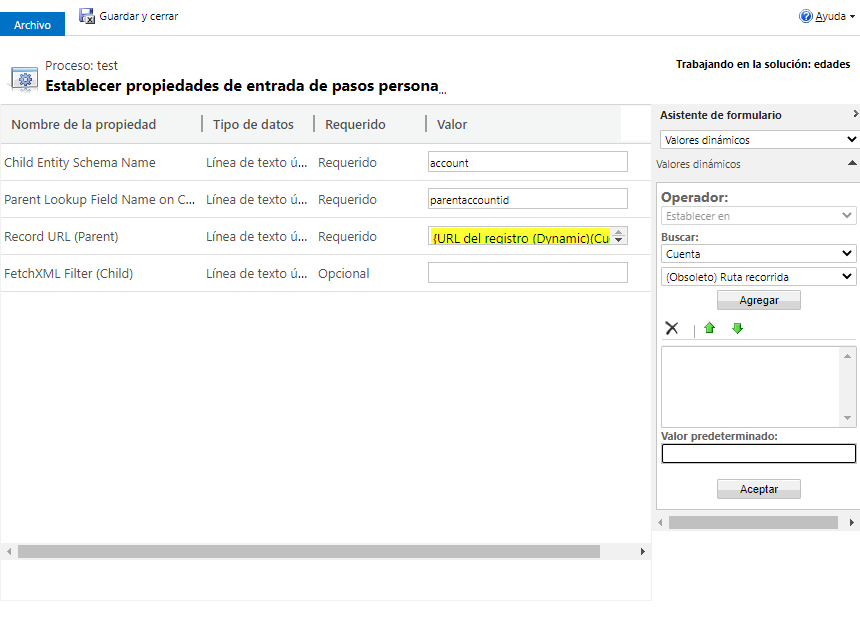 Archivo
Guardar y cerrar
Ayuda
Proceso: test
Establecer propiedades de entrada de pasos persona...
Trabajando en la solución: edades
Nombre de la propiedad Tipo de datos Requerido Valor
Child Entity Schema Name Línea de texto ú... Requerido account
Parent Lookup Field Name on C... Línea de texto ú... Requerido parentaccountid
Record URL (Parent) Línea de texto ú... Requerido {URL del registro (Dynamic)(Cu
FetchXML Filter (Child) Línea de texto ú... Opcional
Asistente de formulario
Valores dinámicos
Valores dinámicos
Operador:
Establecer en
Buscar:
Cuenta
(Obsoleto) Ruta recorrida
Agregar
Valor predeterminado:
Aceptar